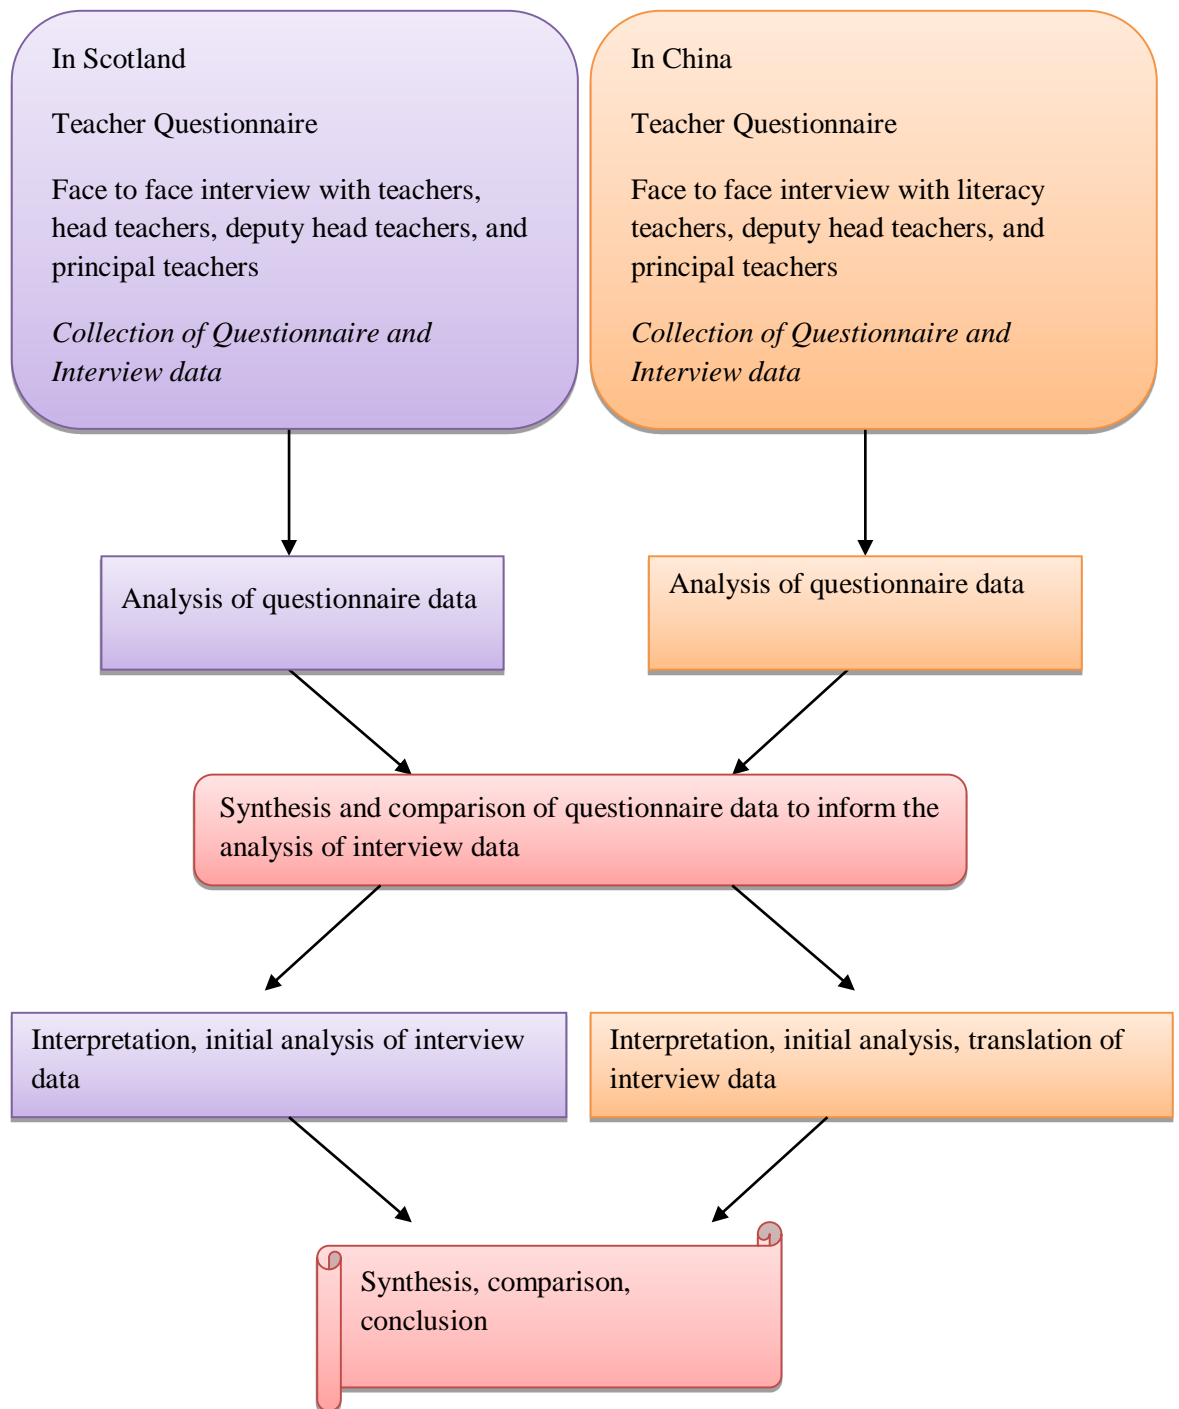 In Scotland
Teacher Questionnaire
Face to face interview with teachers,
head teachers, deputy head teachers, and
principal teachers
Collection of Questionnaire and
Interview data
In China
Teacher Questionnaire
Face to face interview with literacy
teachers, deputy head teachers, and
principal teachers
Collection of Questionnaire and
Interview data
Analysis of questionnaire data
Analysis of questionnaire data
Synthesis and comparison of questionnaire data to inform the
analysis of interview data
Interpretation, initial analysis of interview
data
Interpretation, initial analysis, translation of
interview data
Synthesis, comparison,
conclusion